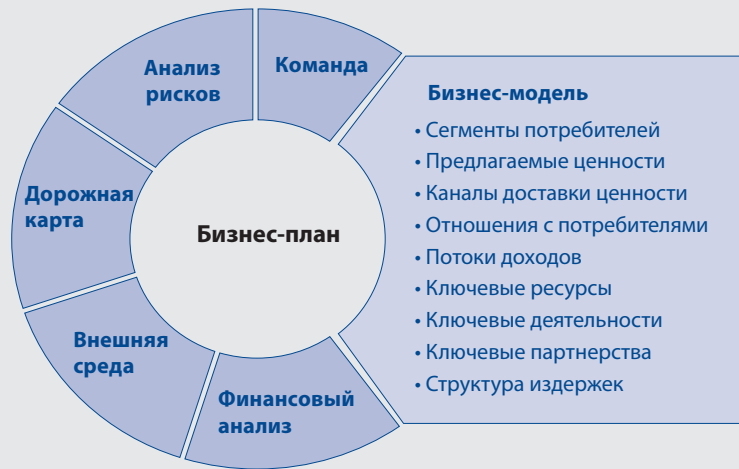 Команда
Анализ
рисков
Дорожная
карта
Внешняя
среда
Финансовый
анализ
Бизнес-план
Бизнес-модель
• Сегменты потребителей
• Предлагаемые ценности
• Каналы доставки ценности
• Отношения с потребителями
• Потоки доходов
• Ключевые ресурсы
• Ключевые деятельности
• Ключевые партнерства
• Структура издержек